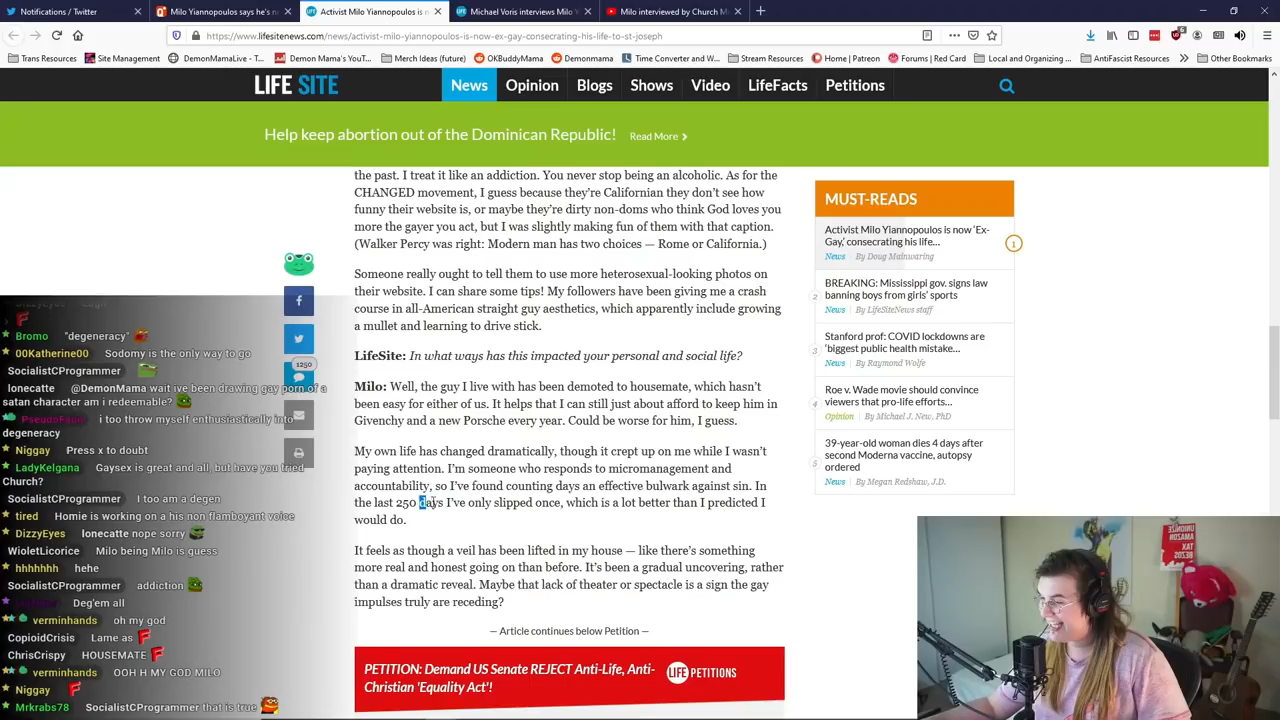 Notifications / Twitter
Milo Yiannopoulos says he's n
Activist Milo Yiannopoulos is n
Michael Voris interviews Milo Y
Milo interviewed by Church M
https://www.lifesitenews.com/news/activist-milo-yiannopoulos-is-now-ex-gay-consecrating-his-life-to-st-joseph
Trans Resources
Site Management
DemonMamaLive - T...
Demon Mama's YouT...
Merch Ideas (future)
OKBuddyMama
Demonmama
Time Converter and W...
Stream Resources
Home | Patreon
Forums | Red Card
Local and Organizing ...
AntiFascist Resources
Other Bookmarks
LIFE SITE
News
Opinion
Blogs
Shows
Video
LifeFacts
Petitions
Help keep abortion out of the Dominican Republic!
Read More
the past. I treat it like an addiction. You never stop being an alcoholic. As for the
CHANGED movement, I guess because they're Californian they don't see how
funny their website is, or maybe they're dirty non-doms who think God loves you
more the gayer you act, but I was slightly making fun of them with that caption.
(Walker Percy was right: Modern man has two choices — Rome or California.)
Someone really ought to tell them to use more heterosexual-looking photos on
their website. I can share some tips! My followers have been giving me a crash
course in all-American straight guy aesthetics, which apparently include growing
a mullet and learning to drive stick.
LifeSite: In what ways has this impacted your personal and social life?
Milo: Well, the guy I live with has been demoted to housemate, which hasn't
been easy for either of us. It helps that I can still just about afford to keep him in
Givenchy and a new Porsche every year. Could be worse for him, I guess.
My own life has changed dramatically, though it crept up on me while I wasn't
paying attention. I'm someone who responds to micromanagement and
accountability, so I've found counting days an effective bulwark against sin. In
the last 250 days I've only slipped once, which is a lot better than I predicted I
would do.
It feels as though a veil has been lifted in my house — like there's something
more real and honest going on than before. It's been a gradual uncovering, rather
than a dramatic reveal. Maybe that lack of theater or spectacle is a sign the gay
impulses truly are receding?
— Article continues below Petition —
PETITION: Demand US Senate REJECT Anti-Life, Anti-
Christian 'Equality Act'!
LIFE PETITIONS
MUST-READS
Activist Milo Yiannopoulos is now 'Ex-
Gay,' consecrating his life...
News By Doug Mainwaring
1
BREAKING: Mississippi gov. signs law
banning boys from girls' sports
News By LifeSiteNews staff
2
Stanford prof: COVID lockdowns are
'biggest public health mistake...
News By Raymond Wolfe
3
Roe v. Wade movie should convince
viewers that pro-life efforts...
Opinion By Michael J. New, PhD
4
39-year-old woman dies 4 days after
second Moderna vaccine, autopsy
ordered
News By Megan Redshaw, J.D.
5
1250
Bromo "degeneracy"
00Katherine00 Sodomy is the only way to go
SocialistCProgrammer
lonecatte @DemonMama wait ive been drawing gay porn of a
satan character am i redeemable?
i too throw myself enthusiastically into
degeneracy
Niggay Press x to doubt
LadyKelgana Gaysex is great and all, but have you tried
Church?
SocialistCProgrammer I too am a degen
tired Homie is working on a his non flamboyant voice
DizzyEyes lonecatte nope sorry
WioletLicorice Milo being Milo is guess
hhhhhhh hehe
SocialistCProgrammer addiction
Deg'em all
verminhands oh my god
CopioidCrisis Lame as
ChrisCrispy HOUSEMATE
verminhands OOH H MY GOD MILO
Niggay
Mrkrabs78 SocialistCProgrammer that is true